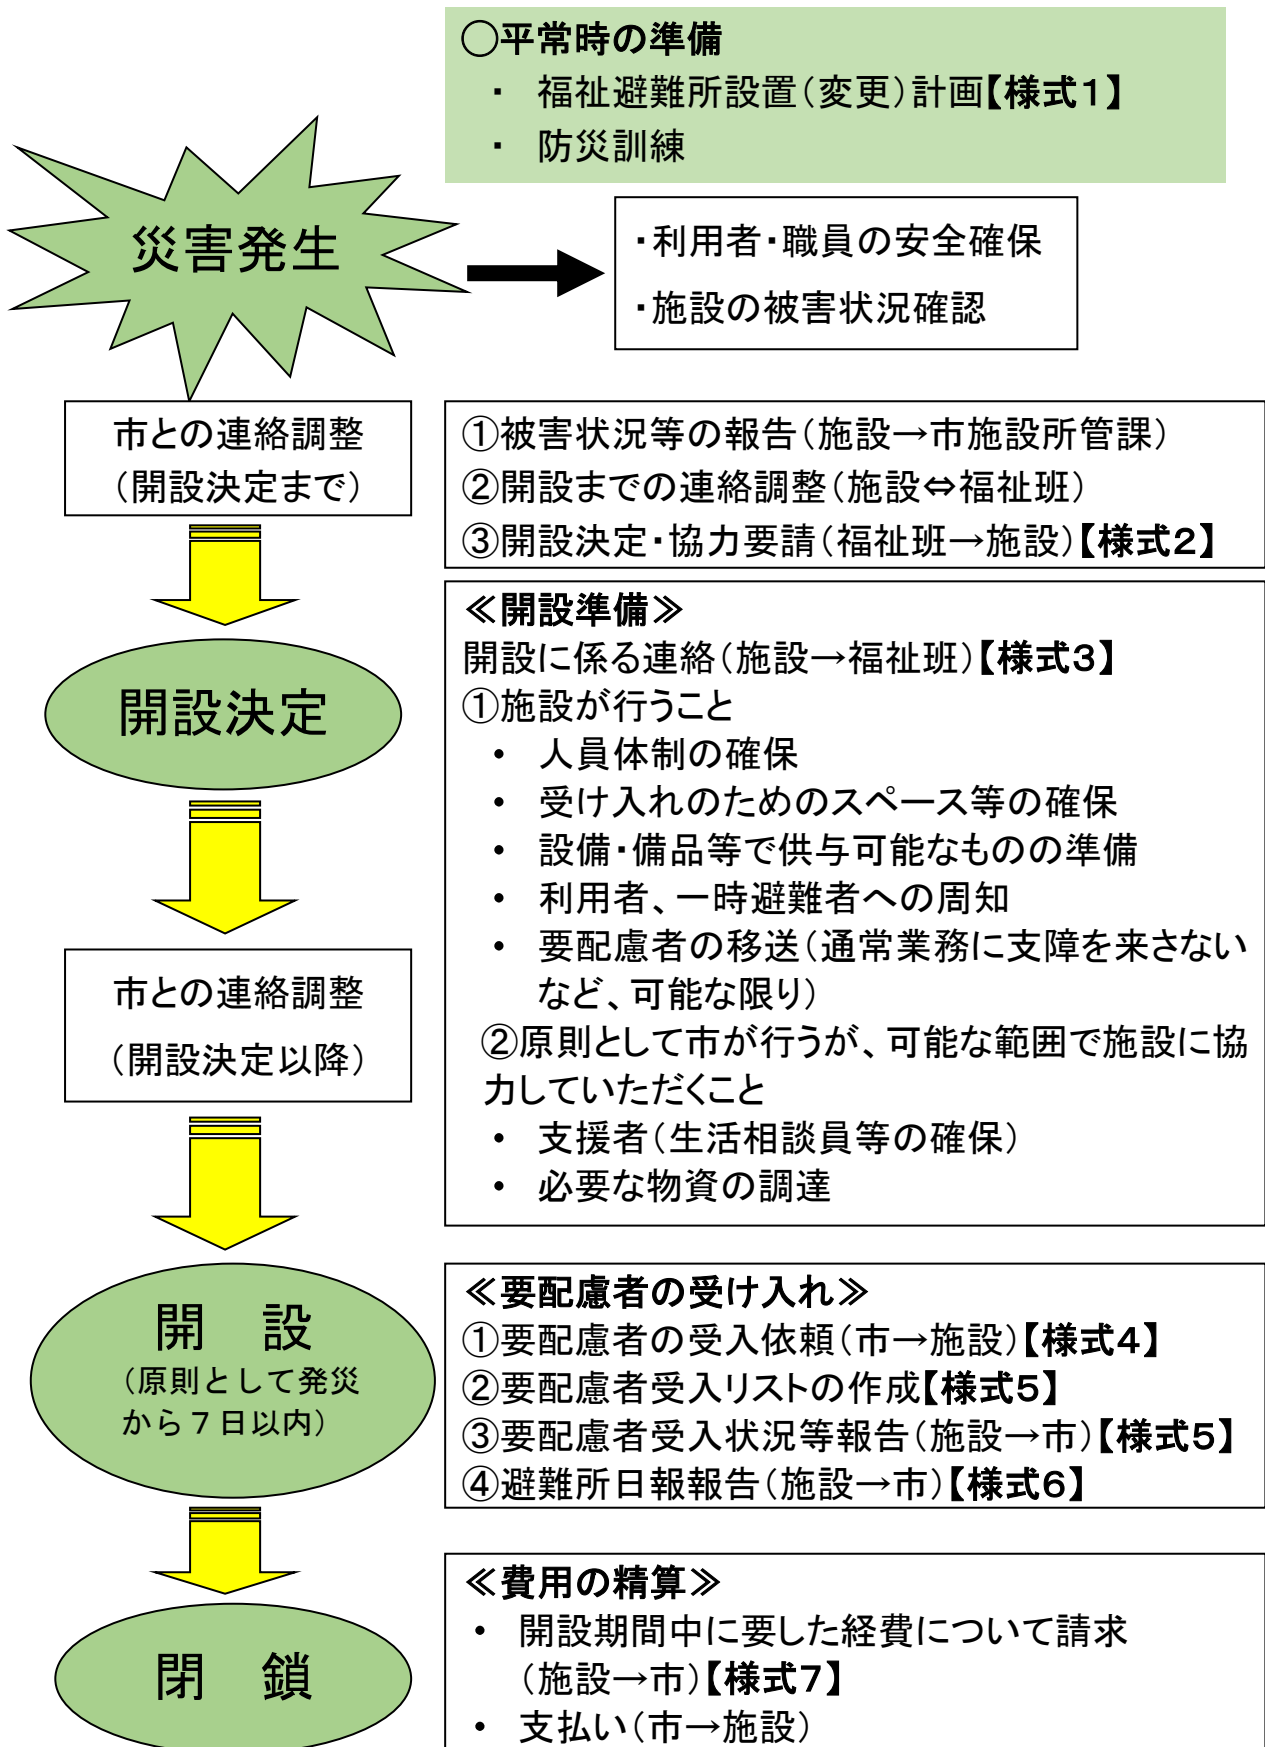 ○平常時の準備
・ 福祉避難所設置（変更）計画【様式1】
・ 防災訓練
災害発生
・利用者・職員の安全確保
・施設の被害状況確認
市との連絡調整
（開設決定まで）
①被害状況等の報告（施設→市施設所管課）
②開設までの連絡調整（施設⇔福祉班）
③開設決定・協力要請（福祉班→施設）【様式2】
≪開設準備≫
開設に係る連絡（施設→福祉班）【様式3】
①施設が行うこと
・ 人員体制の確保
・ 受け入れのためのスペース等の確保
・ 設備・備品等で供与可能なものの準備
・ 利用者、一時避難者への周知
・ 要配慮者の移送（通常業務に支障を来さない
など、可能な限り）
②原則として市が行うが、可能な範囲で施設に協
力していただくこと
・ 支援者（生活相談員等の確保）
・ 必要な物資の調達
開設決定
市との連絡調整
（開設決定以降）
開　設
（原則として発災
から７日以内）
≪要配慮者の受け入れ≫
①要配慮者の受入依頼（市→施設）【様式4】
②要配慮者受入リストの作成【様式5】
③要配慮者受入状況等報告（施設→市）【様式5】
④避難所日報報告（施設→市）【様式6】
閉　鎖
≪費用の精算≫
・ 開設期間中に要した経費について請求
（施設→市）【様式7】
・ 支払い（市→施設）